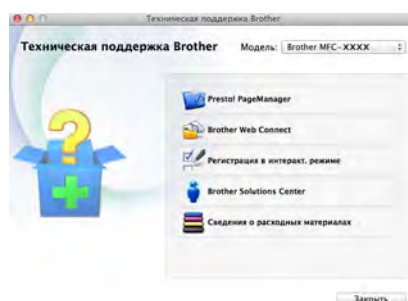 Техническая поддержка Brother
Техническая поддержка Brother
Модель: Brother MFC-XXXX
Presto! PageManager
Brother Web Connect
Регистрация в интеракт. режиме
Brother Solutions Center
Сведения о расходных материалах
Закрыть